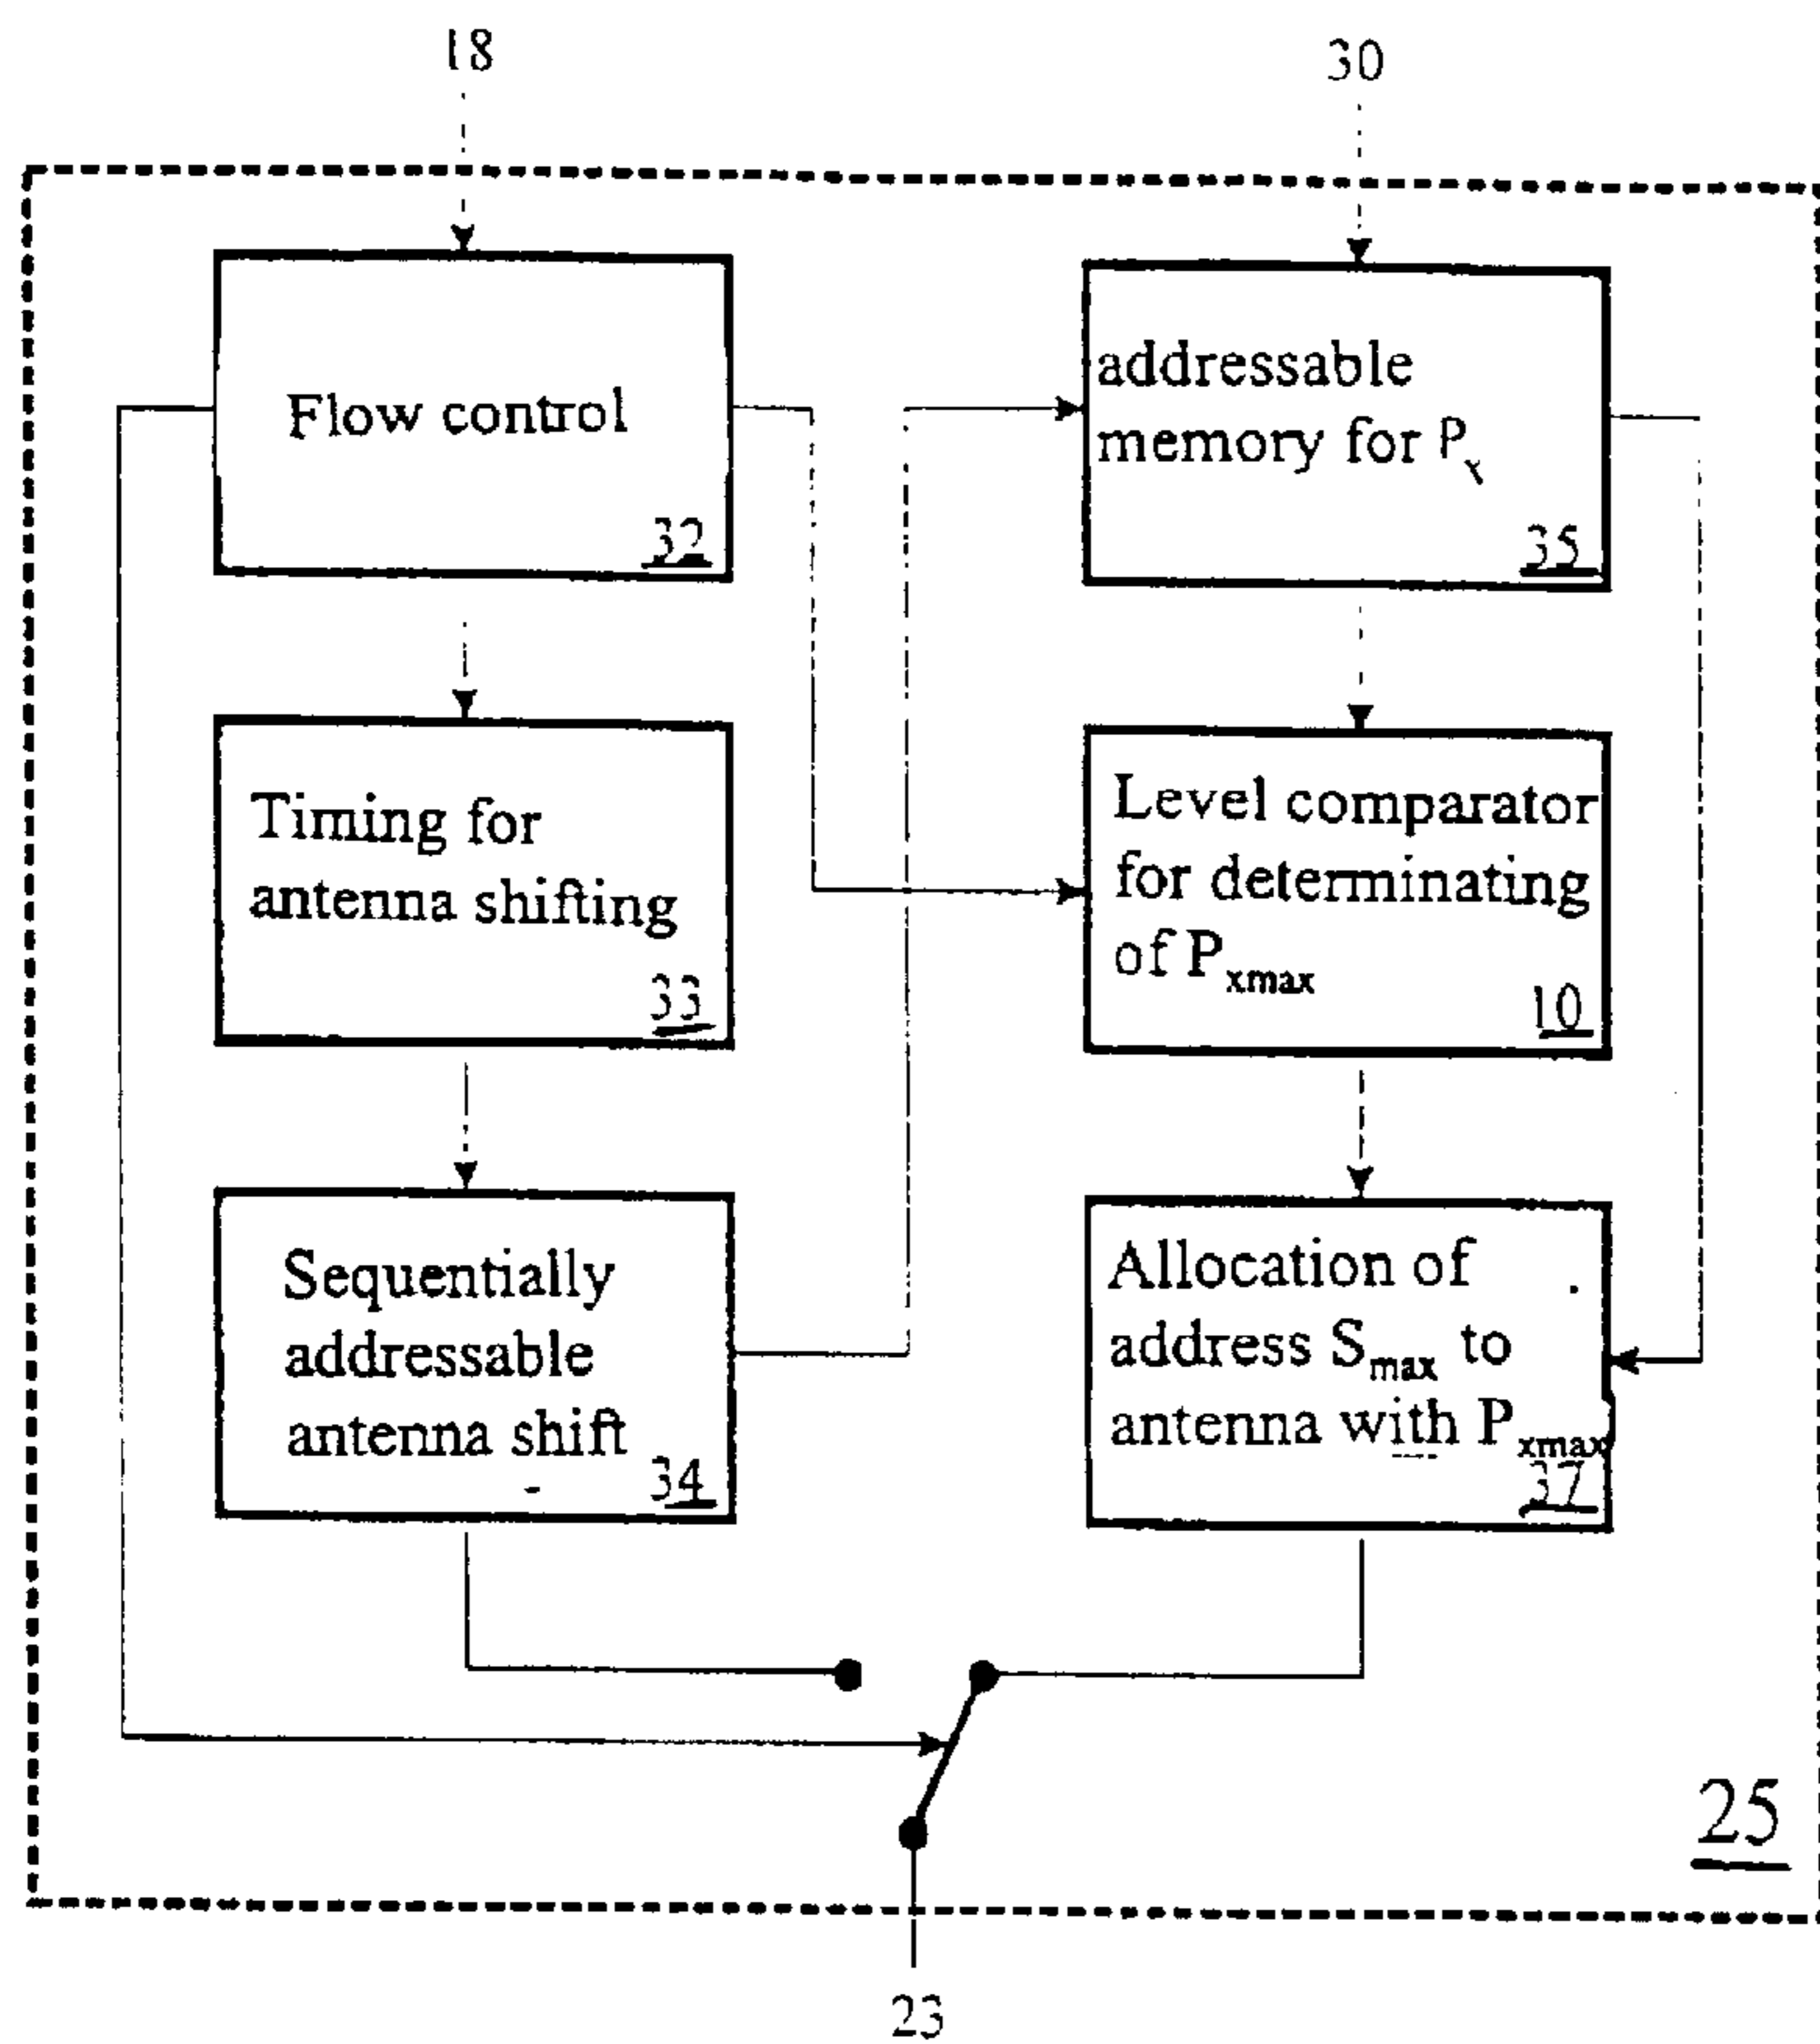 18
30
Flow control
32
addressable
memory for Px
35
Timing for
antenna shifting
33
Level comparator
for determinating
of Pxmax
10
Sequentially
addressable
antenna shift
34
Allocation of
address Smax to
antenna with Pxmax
37
25
23